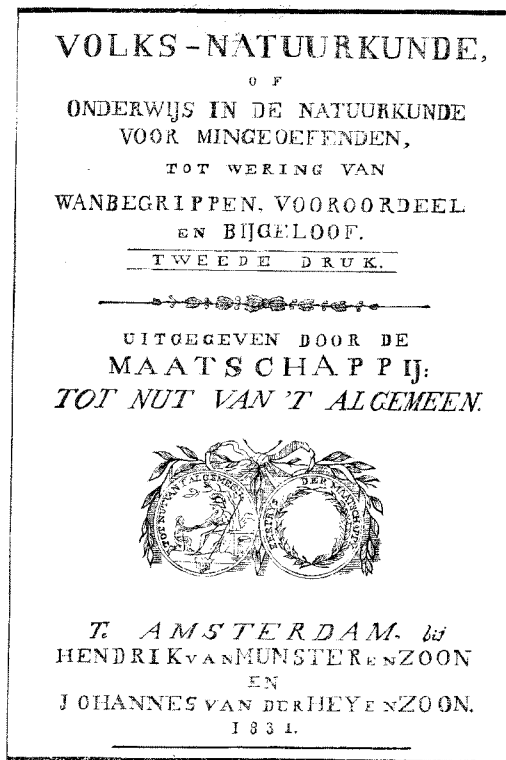 VOLKS-NATUURKUNDE,
OF
ONDERWIJS IN DE NATUURKUNDE
VOOR MINGEOEFENDEN,
TOT WERING VAN
WANBEGRIPPEN, VOOROORDEEL
EN BIJGELOOF.
TWEEDE DRUK.
UITGEGEVEN DOOR DE
MAATSCHAPPIJ:
TOT NUT VAN 'T ALGEMEEN.
TOT NUT VAN 'T ALGEMEEN
DER MAATSCHAPPY
Te AMSTERDAM, bij
HENDRIK VAN MUNSTER EN ZOON
EN
JOHANNES VAN DER HEY EN ZOON.
1831.